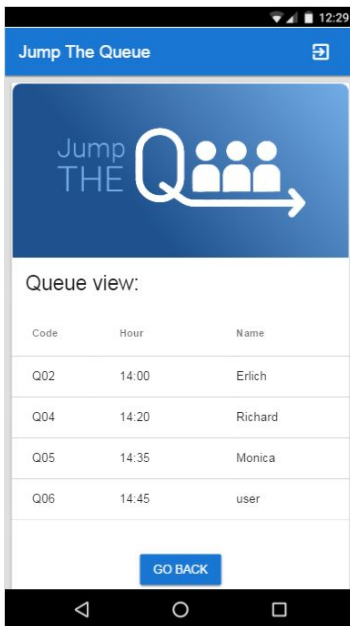 12:29
Jump The Queue
Jump
THE Q
Queue view:
Code Hour Name
Q02 14:00 Erlich
Q04 14:20 Richard
Q05 14:35 Monica
Q06 14:45 user
GO BACK